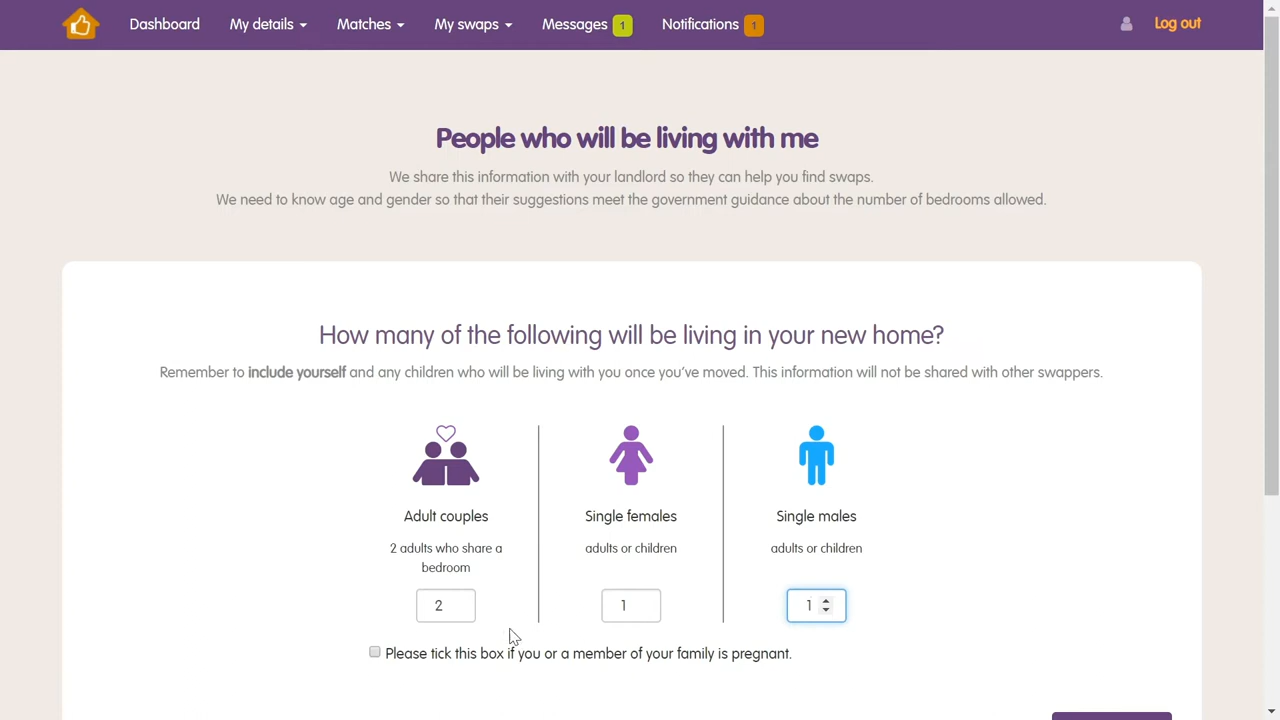 Dashboard My details Matches My swaps Messages 1 Notifications 1 Log out
People who will be living with me
We share this information with your landlord so they can help you find swaps.
We need to know age and gender so that their suggestions meet the government guidance about the number of bedrooms allowed.
How many of the following will be living in your new home?
Remember to include yourself and any children who will be living with you once you've moved. This information will not be shared with other swappers.
Adult couples
2 adults who share a
bedroom
2
Single females
adults or children
1
Single males
adults or children
1
Please tick this box if you or a member of your family is pregnant.